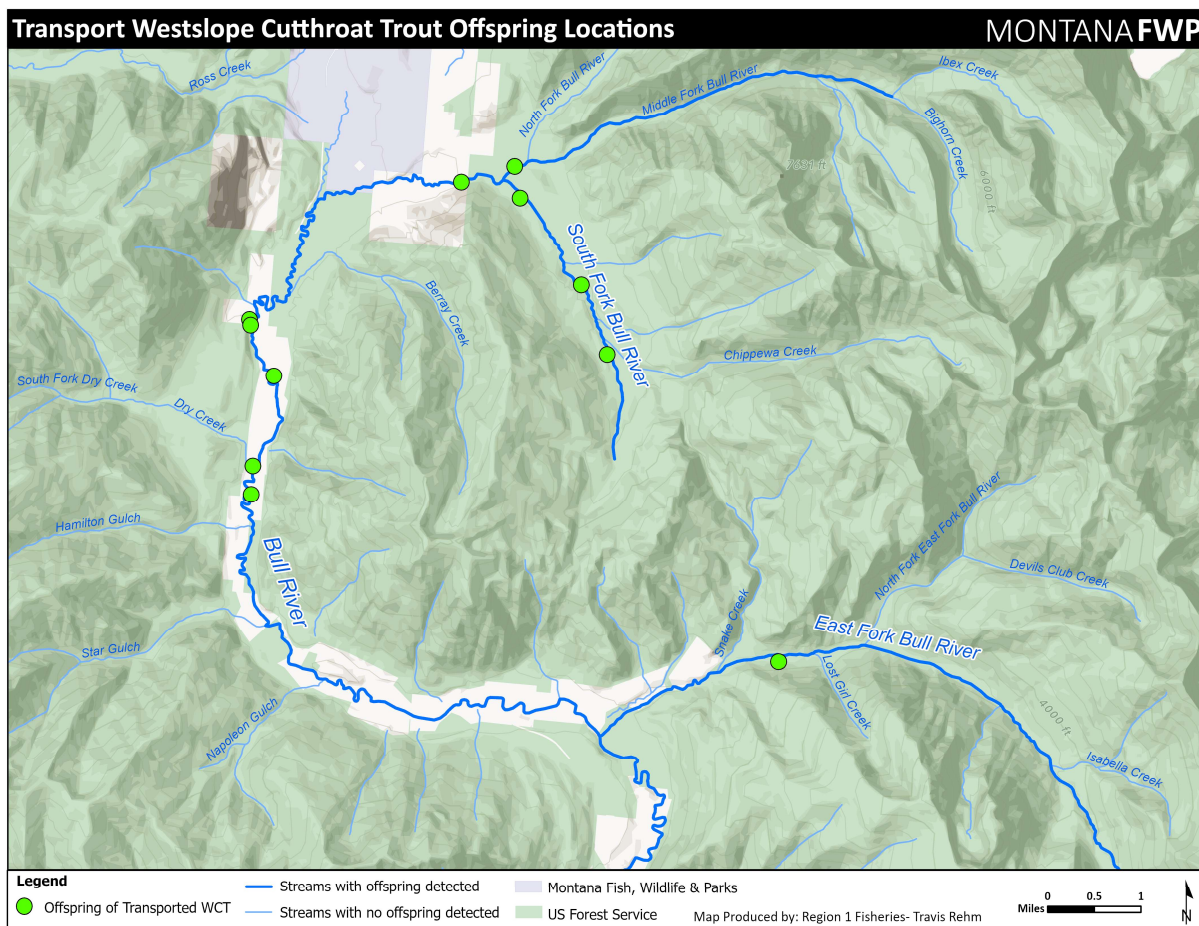 Transport Westslope Cutthroat Trout Offspring Locations
MONTANA FWP
Ross Creek
North Fork Bull River
Middle Fork Bull River
Ibex Creek
Bighorn Creek
7631 ft
6000 ft
South Fork Bull River
Berray Creek
Chippewa Creek
South Fork Dry Creek
Dry Creek
Hamilton Gulch
Bull River
North Fork East Fork Bull River
Devils Club Creek
Snake Creek
East Fork Bull River
Star Gulch
Lost Girl Creek
Napoleon Gulch
4000 ft
Isabella Creek
Legend
Offspring of Transported WCT
Streams with offspring detected
Streams with no offspring detected
Montana Fish, Wildlife & Parks
US Forest Service
Map Produced by: Region 1 Fisheries- Travis Rehm
0 0.5 1
Miles
N